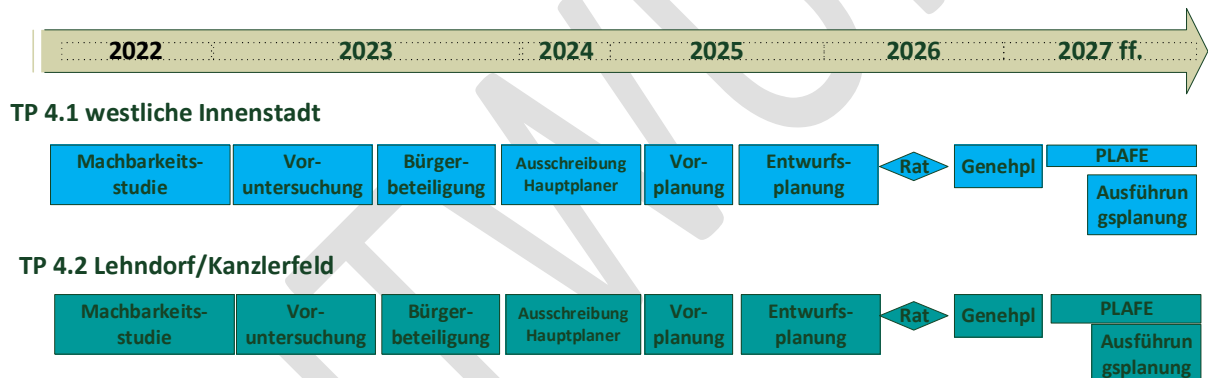 2022 2023 2024 2025 2026 2027 ff.
TP 4.1 westliche Innenstadt
Machbarkeits-
studie
Vor-
untersuchung
Bürger-
beteiligung
Ausschreibung
Hauptplaner
Vor-
planung
Entwurfs-
planung
Rat
Genehpl
PLAFE
Ausführun
gsplanung
TP 4.2 Lehndorf/Kanzlerfeld
Machbarkeits-
studie
Vor-
untersuchung
Bürger-
beteiligung
Ausschreibung
Hauptplaner
Vor-
planung
Entwurfs-
planung
Rat
Genehpl
PLAFE
Ausführun
gsplanung